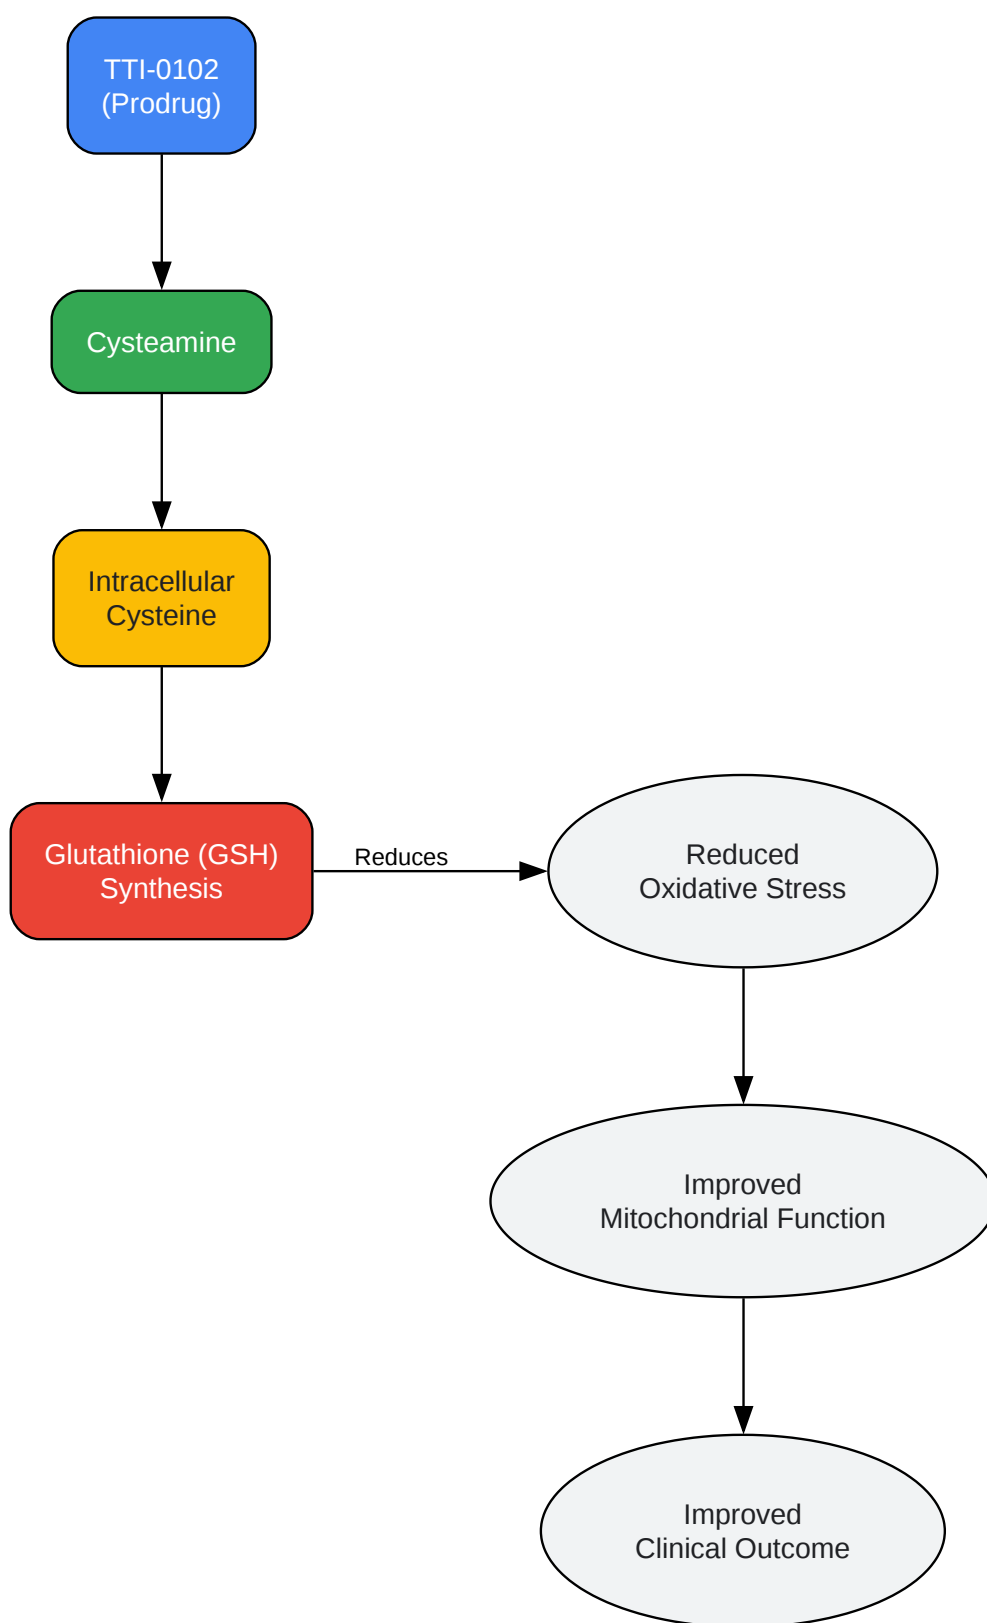 TTI-0102
(Prodrug)
Cysteamine
Intracellular
Cysteine
Glutathione (GSH)
Synthesis
Reduces
Reduced
Oxidative Stress
Improved
Mitochondrial Function
Improved
Clinical Outcome